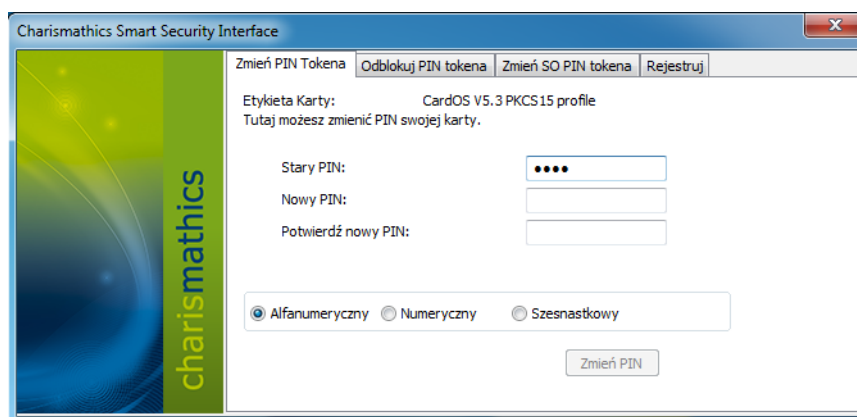 Charismathics Smart Security Interface
charismathics
Zmień PIN Tokena Odblokuj PIN tokena Zmień SO PIN tokena Rejestruj
Etykieta Karty: CardOS V5.3 PKCS15 profile
Tutaj możesz zmienić PIN swojej karty.
Stary PIN: ••••
Nowy PIN:
Potwierdź nowy PIN:
Alfanumeryczny Numeryczny Szesnastkowy
Zmień PIN